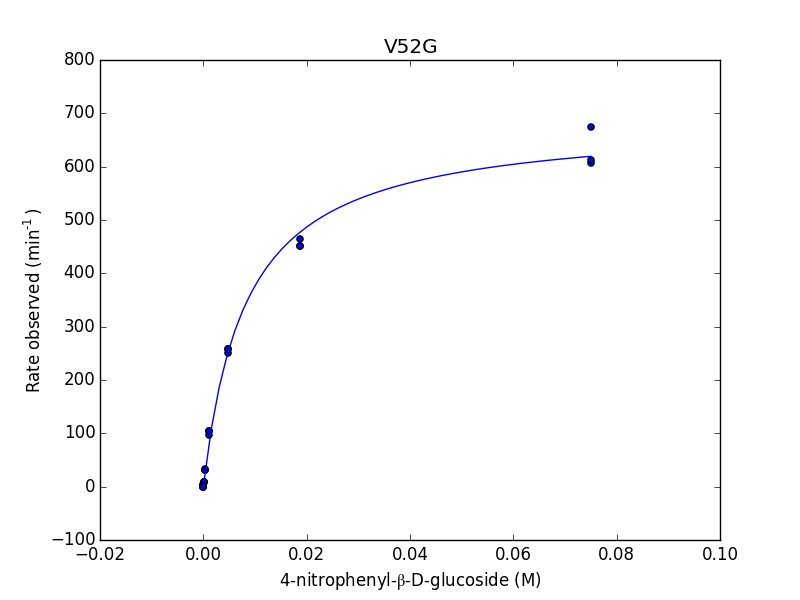 V52G
800
700
600
500
400
300
200
100
0
−100
−0.02 0.00 0.02 0.04 0.06 0.08 0.10
Rate observed (min⁻¹)
4-nitrophenyl-β-D-glucoside (M)